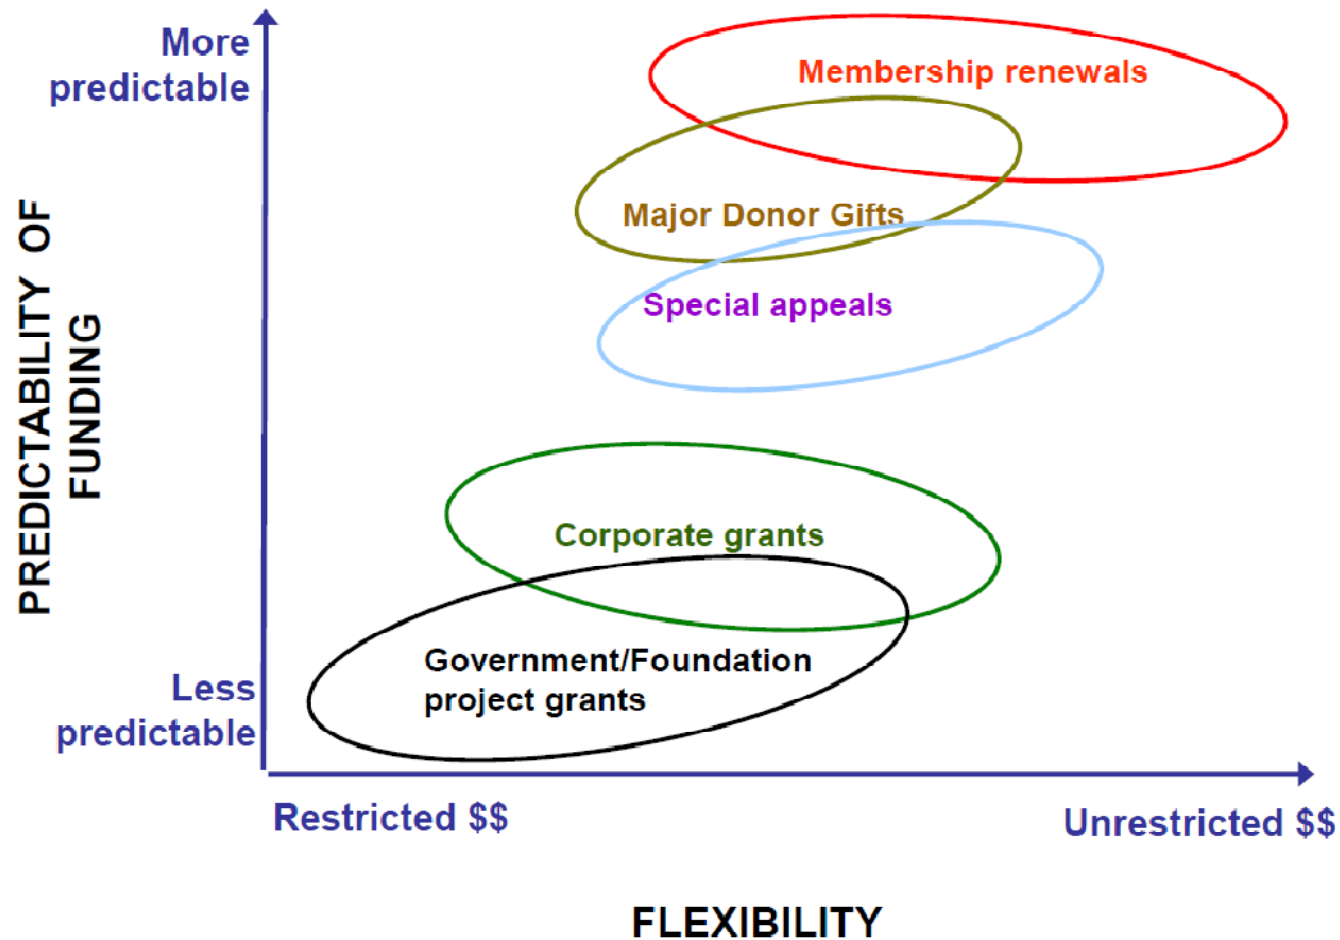 More
predictable
Membership renewals
Major Donor Gifts
Special appeals
PREDICTABILITY OF
FUNDING
Corporate grants
Government/Foundation
project grants
Less
predictable
Restricted $$
Unrestricted $$
FLEXIBILITY